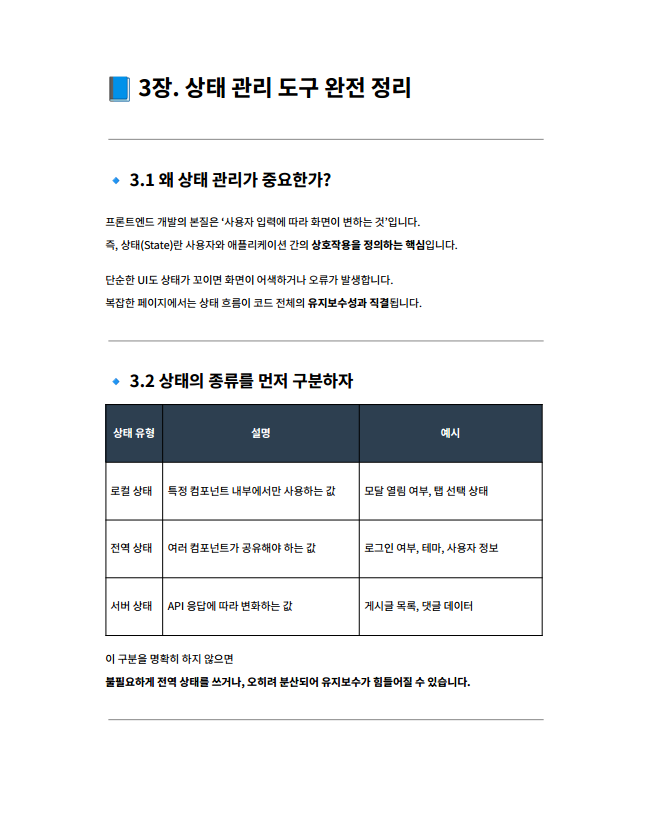 📘 3장. 상태 관리 도구 완전 정리
🔹 3.1 왜 상태 관리가 중요한가?
프론트엔드 개발의 본질은 ‘사용자 입력에 따라 화면이 변하는 것’입니다.
즉, 상태(State)란 사용자와 애플리케이션 간의 상호작용을 정의하는 핵심입니다.
단순한 UI도 상태가 꼬이면 화면이 어색하거나 오류가 발생합니다.
복잡한 페이지에서는 상태 흐름이 코드 전체의 유지보수성과 직결됩니다.
🔹 3.2 상태의 종류를 먼저 구분하자
상태 유형 설명 예시
로컬 상태 특정 컴포넌트 내부에서만 사용하는 값 모달 열림 여부, 탭 선택 상태
전역 상태 여러 컴포넌트가 공유해야 하는 값 로그인 여부, 테마, 사용자 정보
서버 상태 API 응답에 따라 변화하는 값 게시글 목록, 댓글 데이터
이 구분을 명확히 하지 않으면
불필요하게 전역 상태를 쓰거나, 오히려 분산되어 유지보수가 힘들어질 수 있습니다.